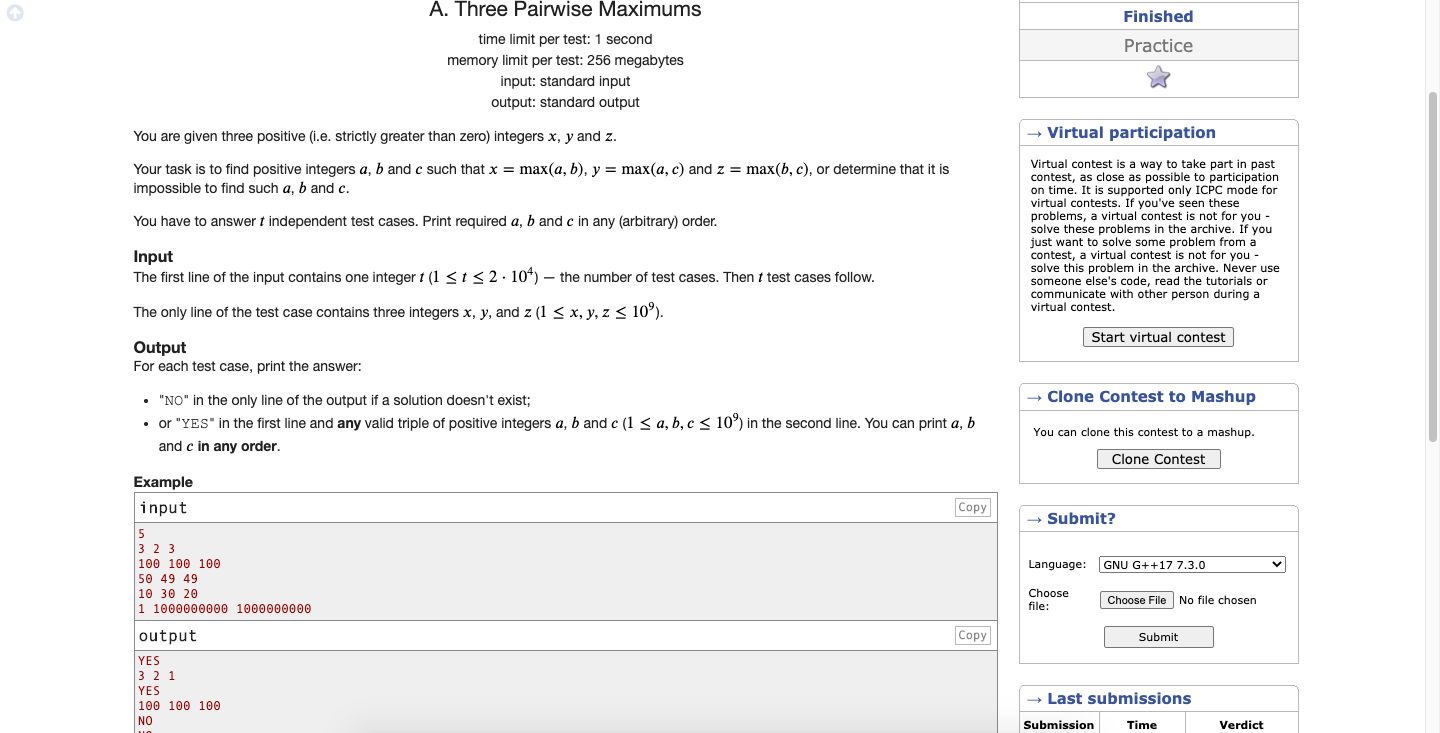 A. Three Pairwise Maximums
time limit per test: 1 second
memory limit per test: 256 megabytes
input: standard input
output: standard output
You are given three positive (i.e. strictly greater than zero) integers x, y and z.
Your task is to find positive integers a, b and c such that x = max(a, b), y = max(a, c) and z = max(b, c), or determine that it is
impossible to find such a, b and c.
You have to answer t independent test cases. Print required a, b and c in any (arbitrary) order.
Input
The first line of the input contains one integer t (1 ≤ t ≤ 2 · 10⁴) — the number of test cases. Then t test cases follow.
The only line of the test case contains three integers x, y, and z (1 ≤ x, y, z ≤ 10⁹).
Output
For each test case, print the answer:
• "NO" in the only line of the output if a solution doesn't exist;
• or "YES" in the first line and any valid triple of positive integers a, b and c (1 ≤ a, b, c ≤ 10⁹) in the second line. You can print a, b
and c in any order.
Example
input
Copy
5
3 2 3
100 100 100
50 49 49
10 30 20
1 1000000000 1000000000
output
Copy
YES
3 2 1
YES
100 100 100
NO
Finished
Practice
→ Virtual participation
Virtual contest is a way to take part in past
contest, as close as possible to participation
on time. It is supported only ICPC mode for
virtual contests. If you've seen these
problems, a virtual contest is not for you -
solve these problems in the archive. If you
just want to solve some problem from a
contest, a virtual contest is not for you -
solve this problem in the archive. Never use
someone else's code, read the tutorials or
communicate with other person during a
virtual contest.
Start virtual contest
→ Clone Contest to Mashup
You can clone this contest to a mashup.
Clone Contest
→ Submit?
Language: GNU G++17 7.3.0
Choose
file:
Choose File No file chosen
Submit
→ Last submissions
Submission Time Verdict